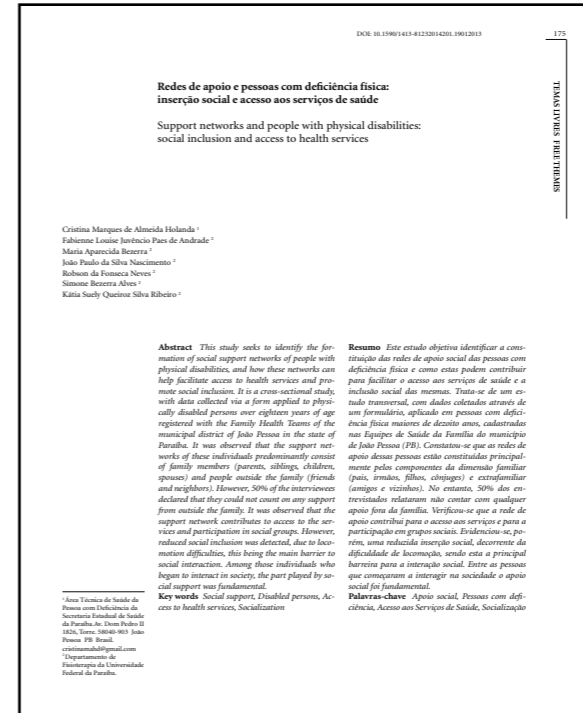 DOI: 10.1590/1413-81232014201.19012013
175
TEMAS LIVRES FREE THEMES
Redes de apoio e pessoas com deficiência física:
inserção social e acesso aos serviços de saúde
Support networks and people with physical disabilities:
social inclusion and access to health services
Cristina Marques de Almeida Holanda ¹
Fabienne Louise Juvêncio Paes de Andrade ²
Maria Aparecida Bezerra ²
João Paulo da Silva Nascimento ²
Robson da Fonseca Neves ²
Simone Bezerra Alves ²
Kátia Suely Queiroz Silva Ribeiro ²
Abstract This study seeks to identify the for-
mation of social support networks of people with
physical disabilities, and how these networks can
help facilitate access to health services and pro-
mote social inclusion. It is a cross-sectional study,
with data collected via a form applied to physi-
cally disabled persons over eighteen years of age
registered with the Family Health Teams of the
municipal district of João Pessoa in the state of
Paraíba. It was observed that the support net-
works of these individuals predominantly consist
of family members (parents, siblings, children,
spouses) and people outside the family (friends
and neighbors). However, 50% of the interviewees
declared that they could not count on any support
from outside the family. It was observed that the
support network contributes to access to the ser-
vices and participation in social groups. However,
reduced social inclusion was detected, due to loco-
motion difficulties, this being the main barrier to
social interaction. Among those individuals who
began to interact in society, the part played by so-
cial support was fundamental.
Key words Social support, Disabled persons, Ac-
cess to health services, Socialization
Resumo Este estudo objetiva identificar a cons-
tituição das redes de apoio social das pessoas com
deficiência física e como estas podem contribuir
para facilitar o acesso aos serviços de saúde e a
inclusão social das mesmas. Trata-se de um es-
tudo transversal, com dados coletados através de
um formulário, aplicado em pessoas com defici-
ência física maiores de dezoito anos, cadastradas
nas Equipes de Saúde da Família do município
de João Pessoa (PB). Constatou-se que as redes de
apoio dessas pessoas estão constituídas principal-
mente pelos componentes da dimensão familiar
(pais, irmãos, filhos, cônjuges) e extrafamiliar
(amigos e vizinhos). No entanto, 50% dos en-
trevistados relataram não contar com qualquer
apoio fora da família. Verificou-se que a rede de
apoio contribui para o acesso aos serviços e para a
participação em grupos sociais. Evidenciou-se, po-
rém, uma reduzida inserção social, decorrente da
dificuldade de locomoção, sendo esta a principal
barreira para a interação social. Entre as pessoas
que começaram a interagir na sociedade o apoio
social foi fundamental.
Palavras-chave Apoio social, Pessoas com defi-
ciência, Acesso aos Serviços de Saúde, Socialização
¹ Área Técnica de Saúde da
Pessoa com Deficiência da
Secretaria Estadual de Saúde
da Paraíba. Av. Dom Pedro II
1826, Torre. 58040-903 João
Pessoa PB Brasil.
cristinamahd@gmail.com
² Departamento de
Fisioterapia da Universidade
Federal da Paraíba.